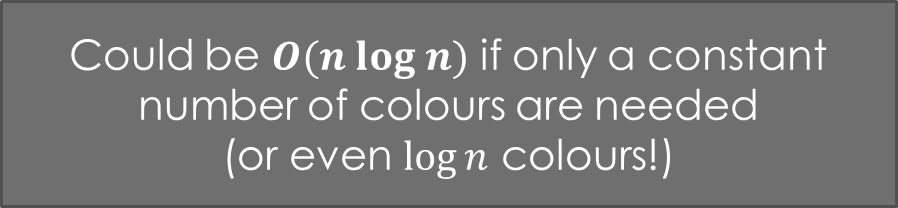 Could be O(n log n) if only a constant
number of colours are needed
(or even log n colours!)